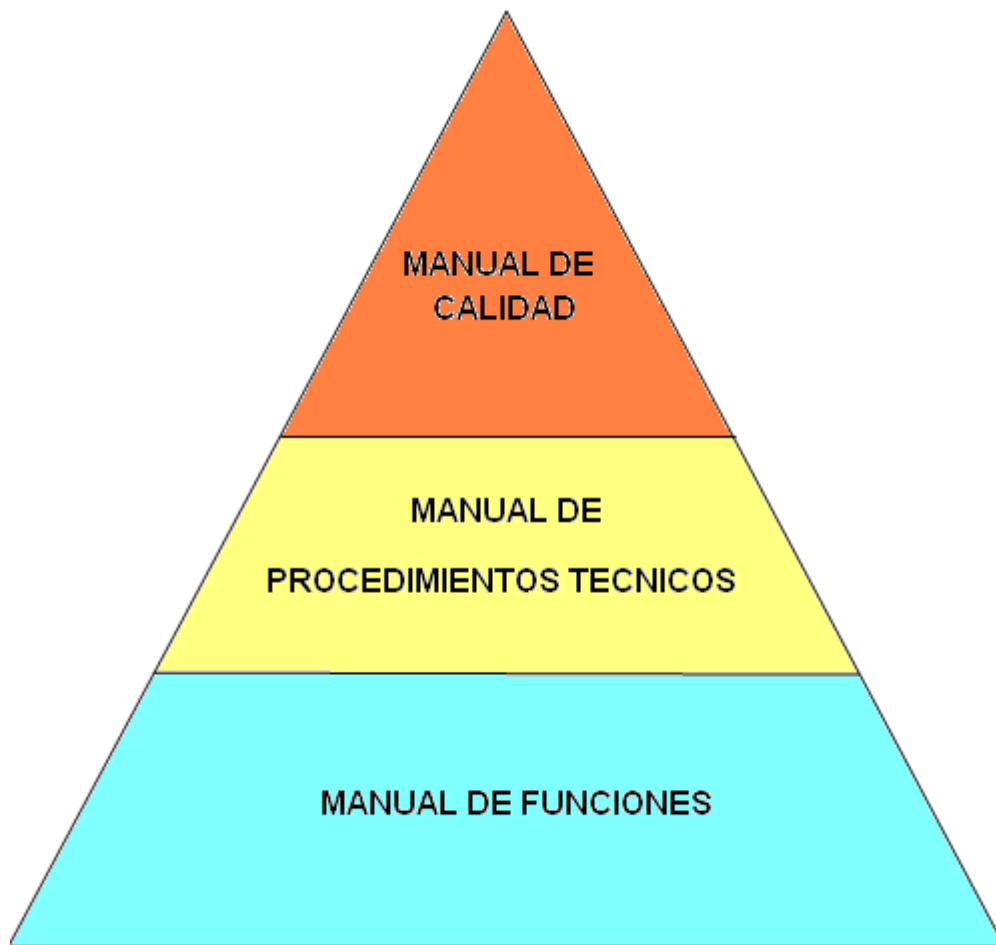 MANUAL DE
CALIDAD
MANUAL DE
PROCEDIMIENTOS TECNICOS
MANUAL DE FUNCIONES